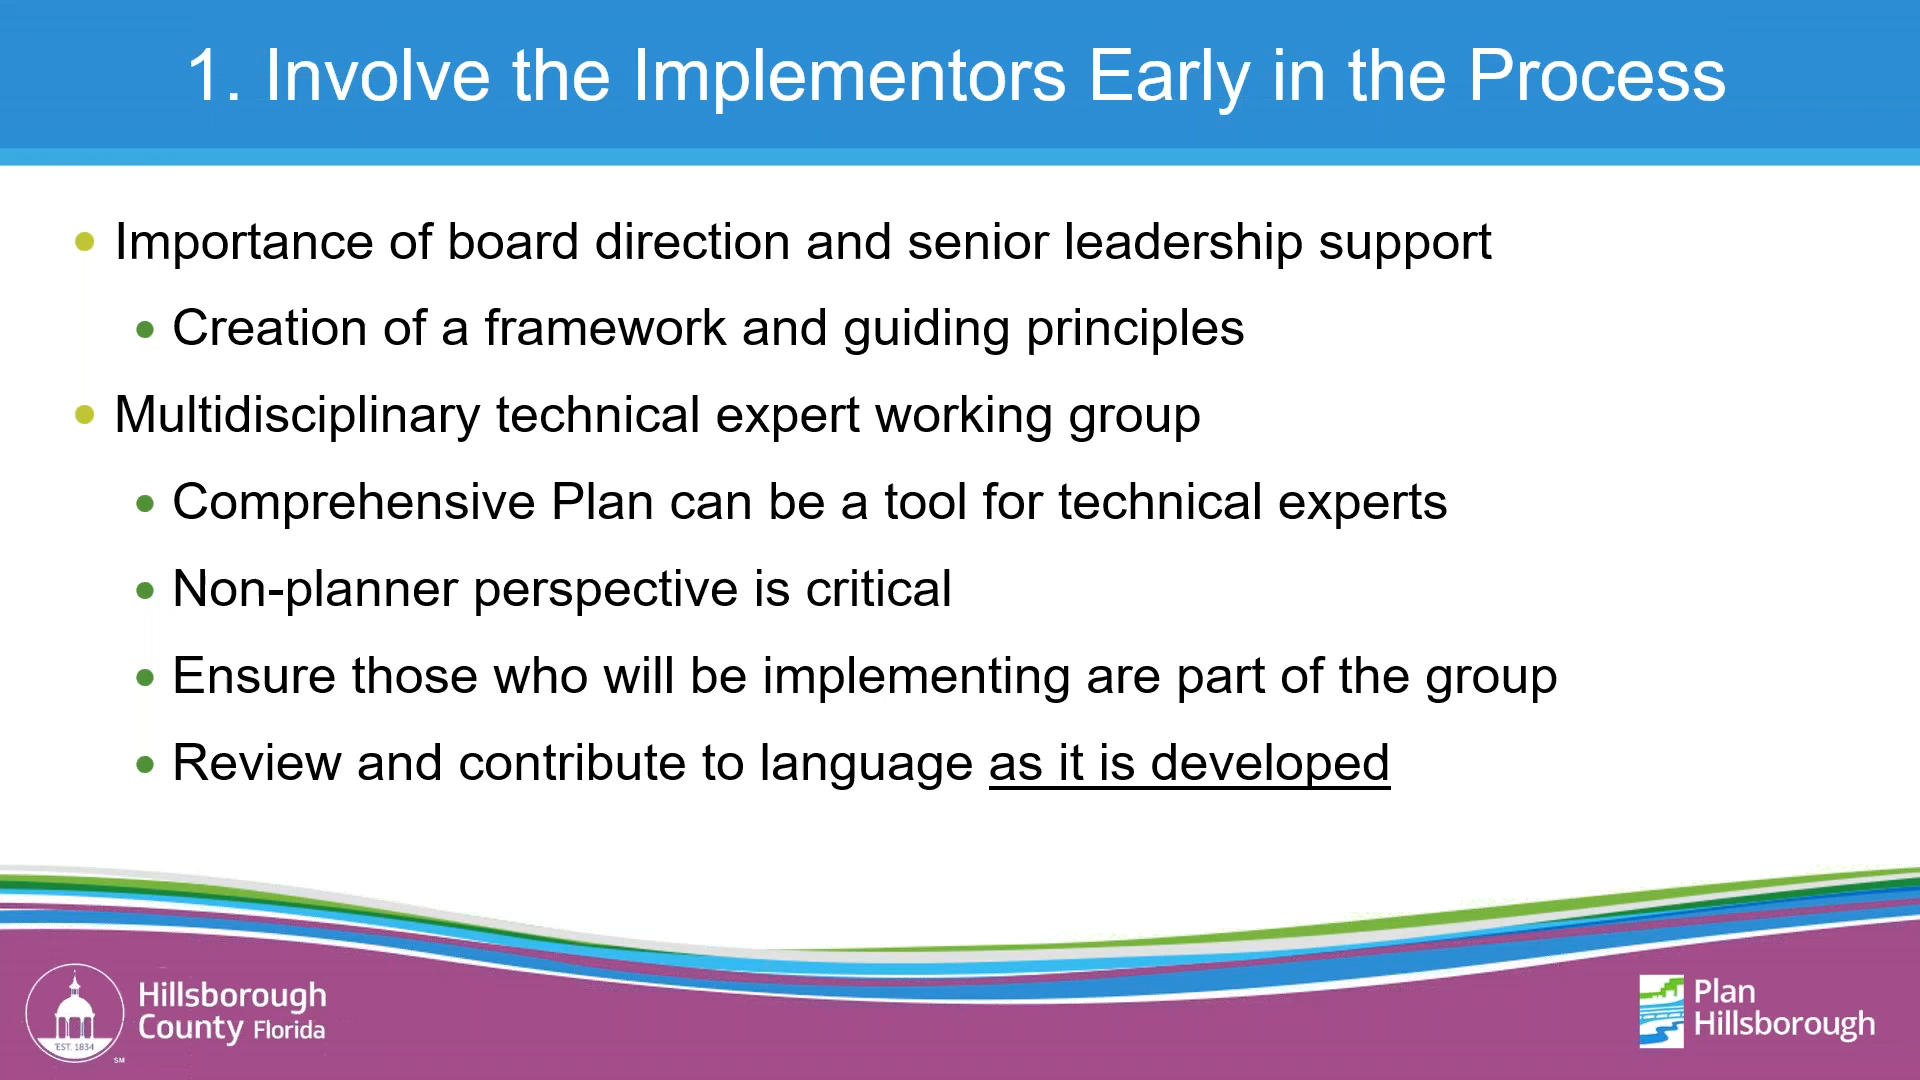 1. Involve the Implementors Early in the Process
Importance of board direction and senior leadership support
Creation of a framework and guiding principles
Multidisciplinary technical expert working group
Comprehensive Plan can be a tool for technical experts
Non-planner perspective is critical
Ensure those who will be implementing are part of the group
Review and contribute to language as it is developed
Hillsborough
County Florida
EST. 1834
SM
Plan
Hillsborough